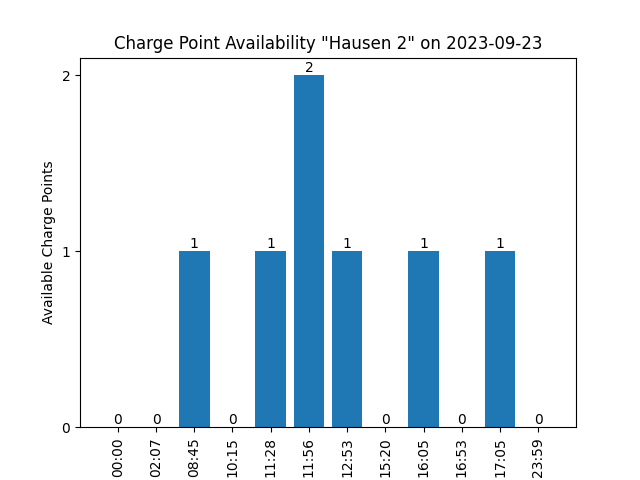 Charge Point Availability "Hausen 2" on 2023-09-23
Available Charge Points
2
1
0
0 0 1 0 1 2 1 0 1 0 1 0
00:00 02:07 08:45 10:15 11:28 11:56 12:53 15:20 16:05 16:53 17:05 23:59